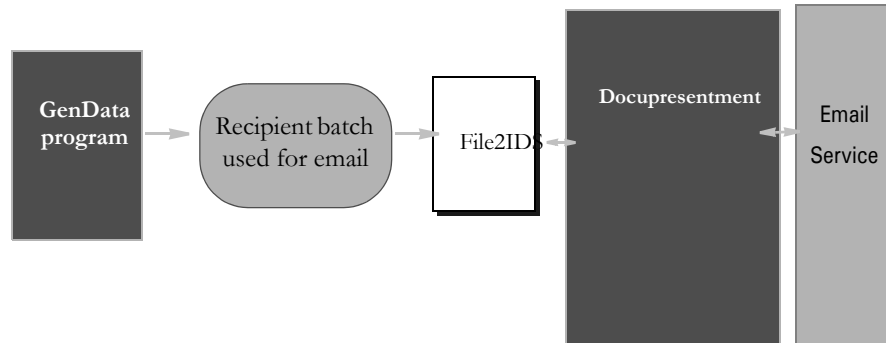 GenData
program
Recipient batch
used for email
File2IDS
Docupresentment
Email
Service